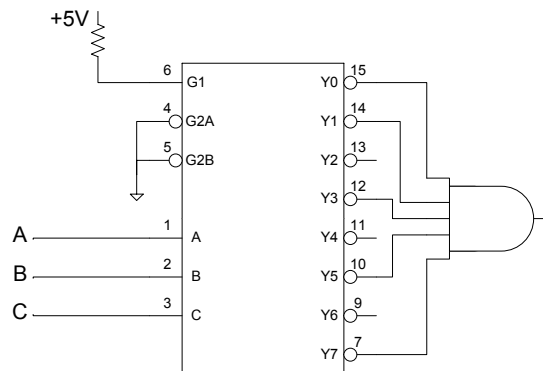 +5V
6 G1 Y0 15
4 G2A Y1 14
5 G2B Y2 13
Y3 12
A 1 A Y4 11
B 2 B Y5 10
C 3 C Y6 9
Y7 7